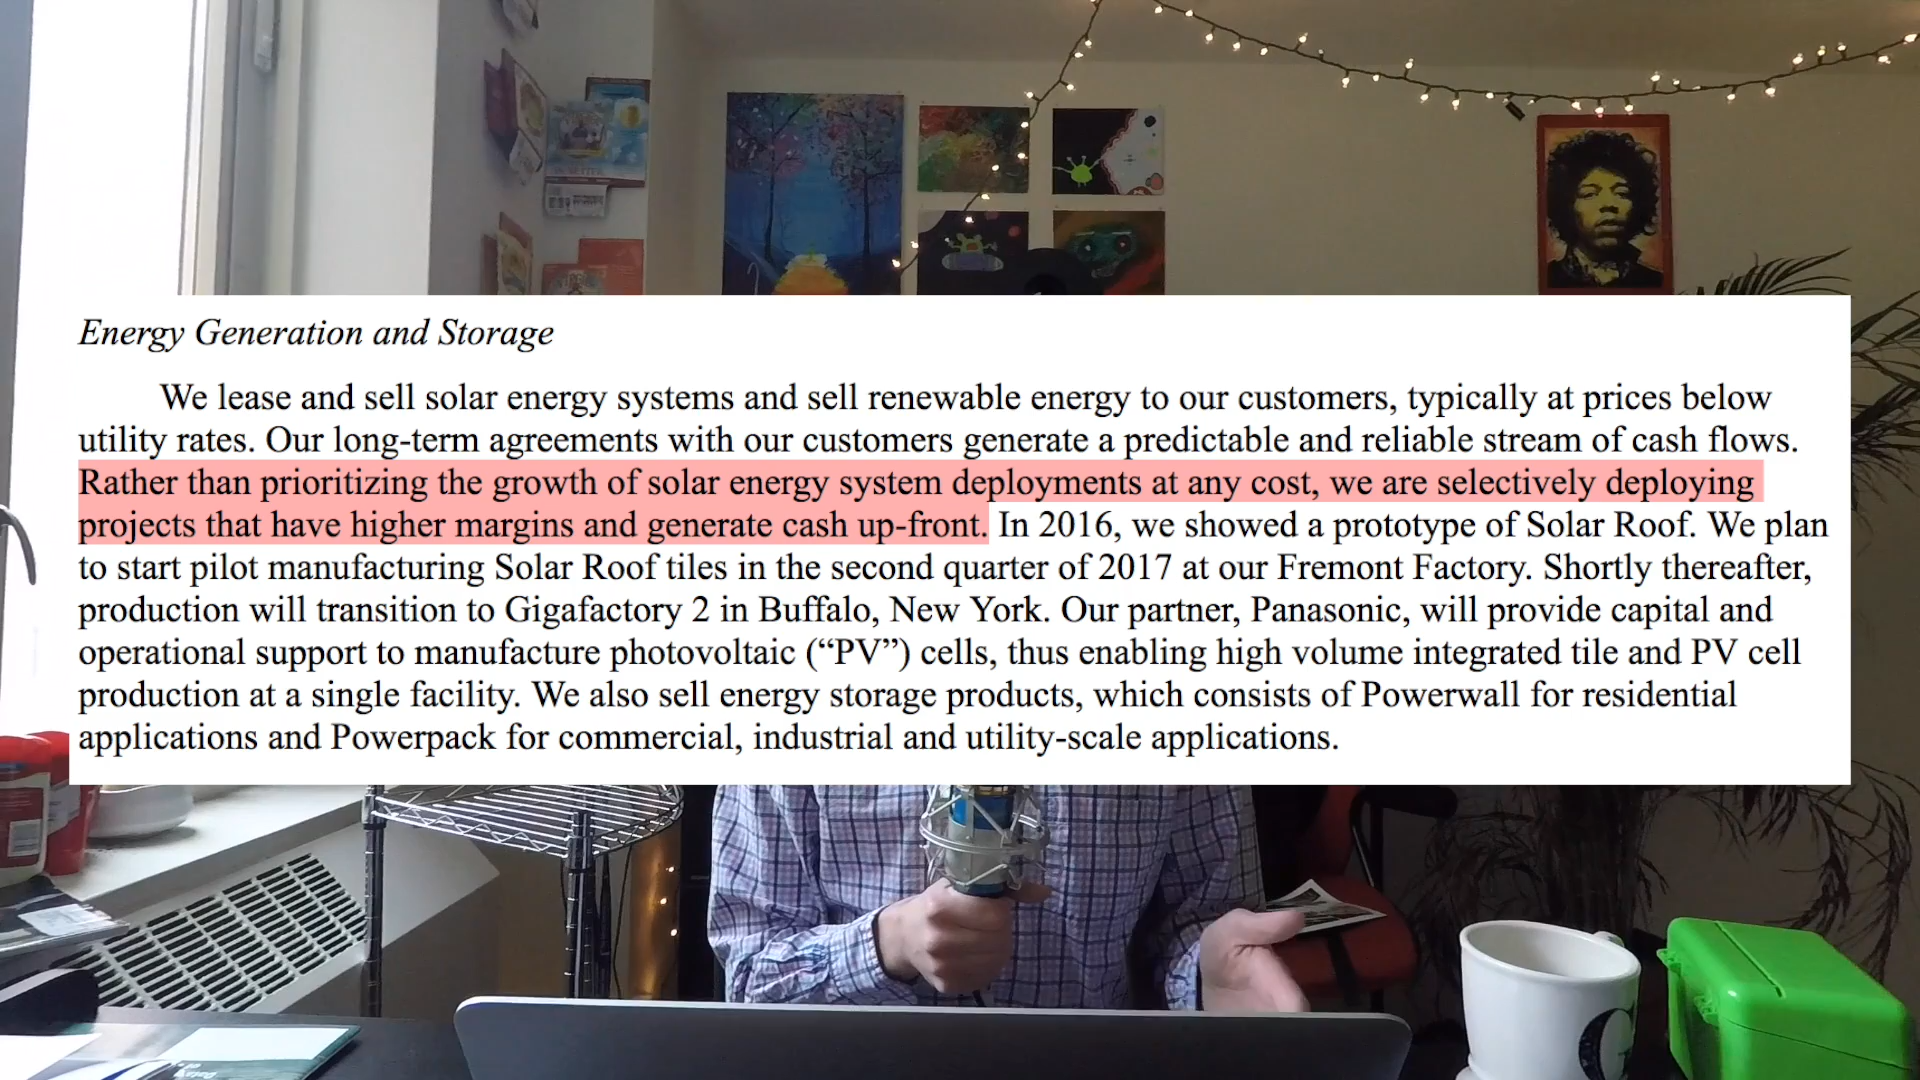 Energy Generation and Storage
We lease and sell solar energy systems and sell renewable energy to our customers, typically at prices below
utility rates. Our long-term agreements with our customers generate a predictable and reliable stream of cash flows.
Rather than prioritizing the growth of solar energy system deployments at any cost, we are selectively deploying
projects that have higher margins and generate cash up-front. In 2016, we showed a prototype of Solar Roof. We plan
to start pilot manufacturing Solar Roof tiles in the second quarter of 2017 at our Fremont Factory. Shortly thereafter,
production will transition to Gigafactory 2 in Buffalo, New York. Our partner, Panasonic, will provide capital and
operational support to manufacture photovoltaic (“PV”) cells, thus enabling high volume integrated tile and PV cell
production at a single facility. We also sell energy storage products, which consists of Powerwall for residential
applications and Powerpack for commercial, industrial and utility-scale applications.